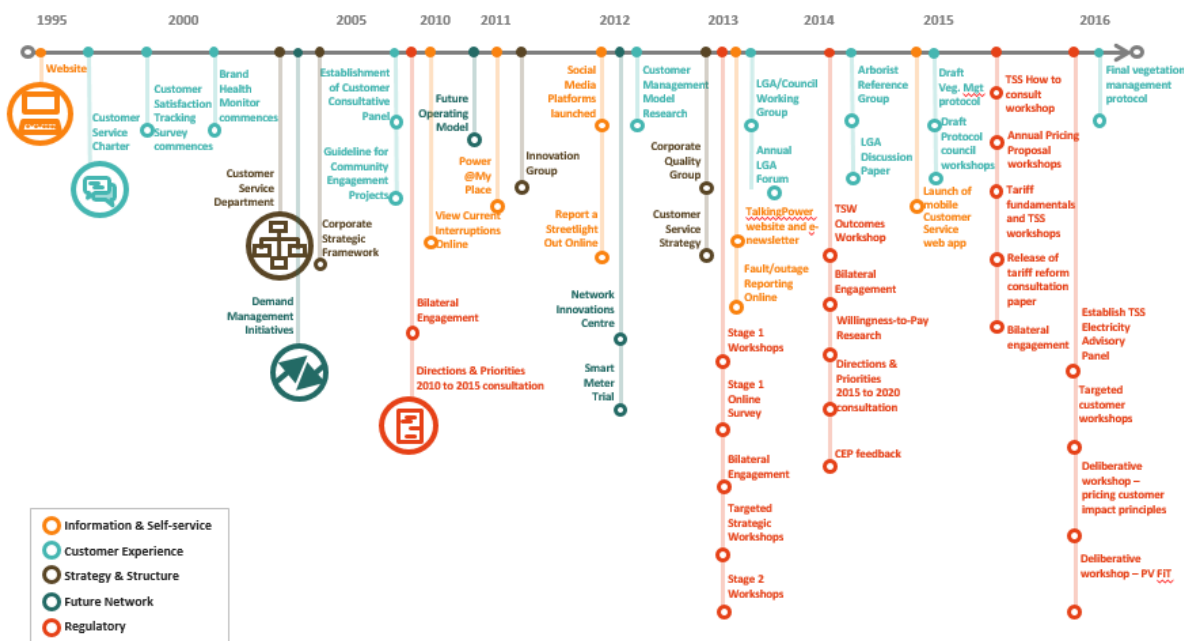 1995
2000
2005
2010
2011
2012
2013
2014
2015
2016
Website
Customer
Service
Charter
Customer
Satisfaction
Tracking
Survey
commences
Brand
Health
Monitor
commences
Customer
Service
Department
Corporate
Strategic
Framework
Demand
Management
Initiatives
Establishment
of Customer
Consultative
Panel
Guideline for
Community
Engagement
Projects
Bilateral
Engagement
Directions & Priorities
2010 to 2015 consultation
View Current
Interruptions
Online
Future
Operating
Model
Power
@My
Place
Innovation
Group
Social
Media
Platforms
launched
Report a
Streetlight
Out Online
Network
Innovations
Centre
Smart
Meter
Trial
Customer
Management
Model
Research
Corporate
Quality
Group
Customer
Service
Strategy
Stage 1
Workshops
Stage 1
Online
Survey
Bilateral
Engagement
Targeted
Strategic
Workshops
Stage 2
Workshops
TalkingPower
website and e-
newsletter
Fault/outage
Reporting
Online
LGA/Council
Working
Group
Annual
LGA
Forum
TSW
Outcomes
Workshop
Bilateral
Engagement
Willingness-to-Pay
Research
Directions &
Priorities
2015 to 2020
consultation
CEP feedback
Arborist
Reference
Group
LGA
Discussion
Paper
Launch of
mobile
Customer
Service
web app
Draft
Veg. Mgt
protocol
Draft
Protocol
council
workshops
TSS How to
consult
workshop
Annual Pricing
Proposal
workshops
Tariff
fundamentals
and TSS
workshops
Release of
tariff reform
consultation
paper
Bilateral
engagement
Establish TSS
Electricity
Advisory
Panel
Targeted
customer
workshops
Deliberative
workshop –
pricing customer
impact principles
Deliberative
workshop – PV FiT
Final vegetation
management
protocol
Information & Self-service
Customer Experience
Strategy & Structure
Future Network
Regulatory